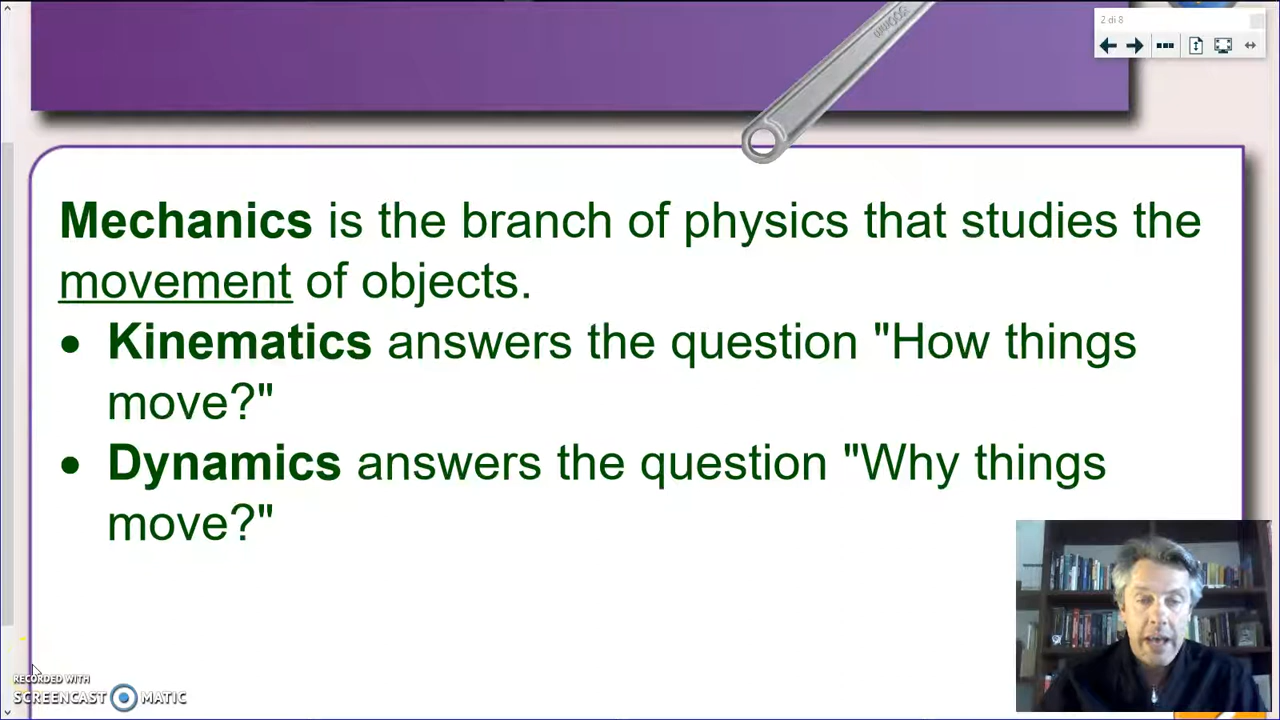 2 di 8
Mechanics is the branch of physics that studies the
movement of objects.
• Kinematics answers the question "How things
move?"
• Dynamics answers the question "Why things
move?"
RECORDED WITH
SCREENCAST MATIC